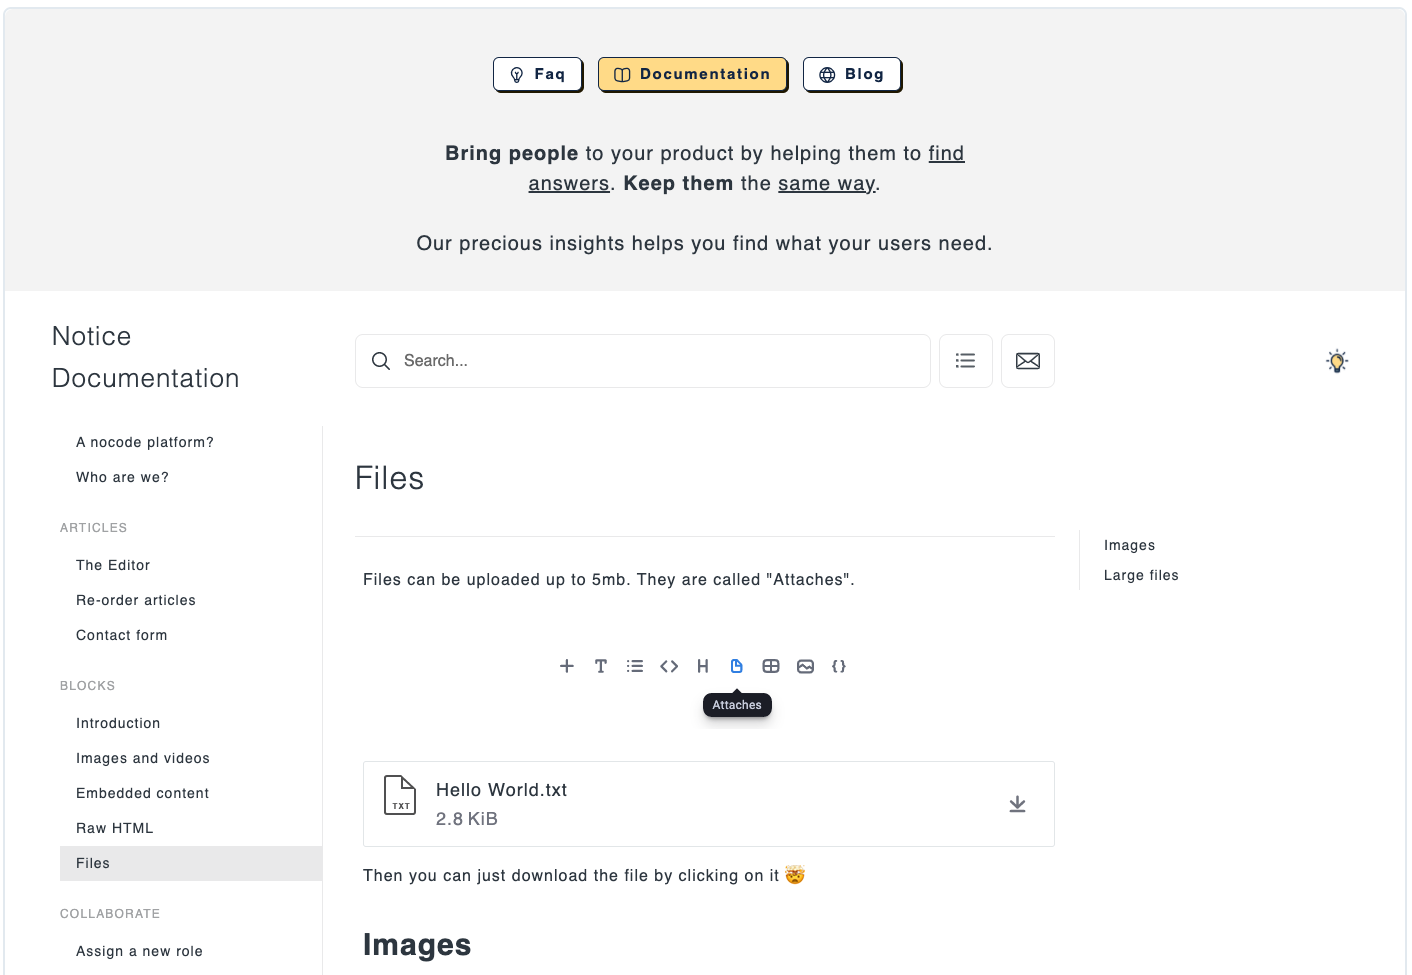 Faq
Documentation
Blog
Bring people to your product by helping them to find
answers. Keep them the same way.
Our precious insights helps you find what your users need.
Notice
Documentation
Search...
A nocode platform?
Who are we?
ARTICLES
The Editor
Re-order articles
Contact form
BLOCKS
Introduction
Images and videos
Embedded content
Raw HTML
Files
COLLABORATE
Assign a new role
Files
Files can be uploaded up to 5mb. They are called "Attaches".
Attaches
TXT
Hello World.txt
2.8 KiB
Then you can just download the file by clicking on it 🤯
Images
Images
Large files